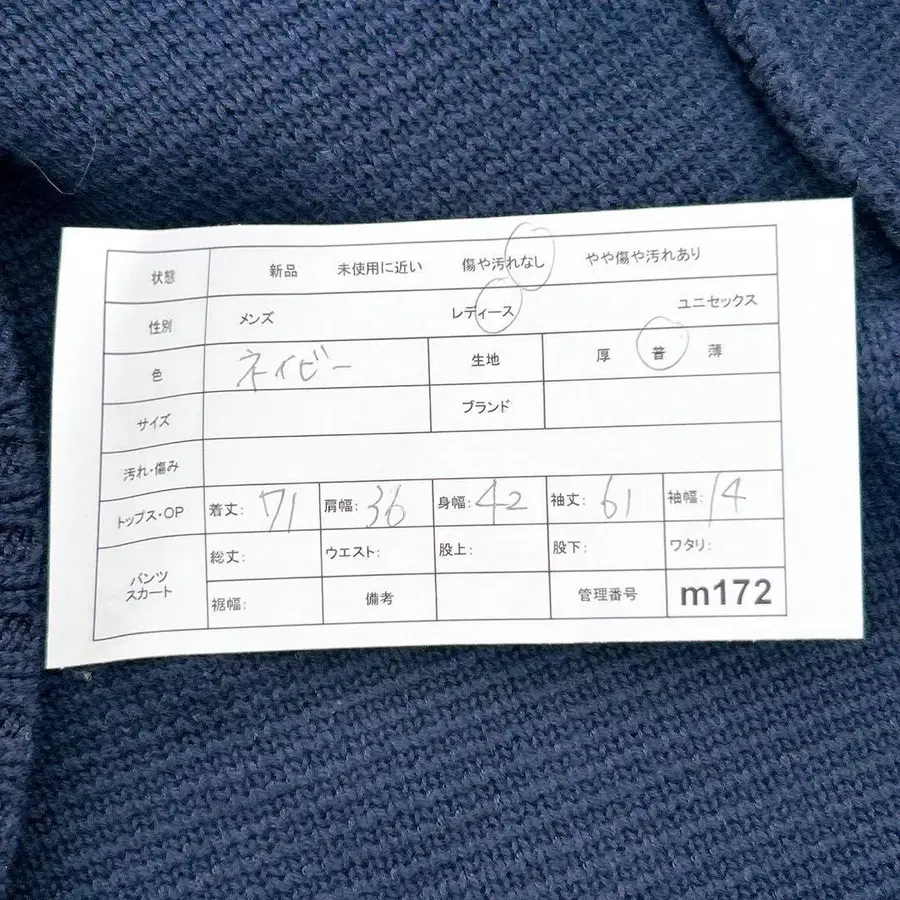 状態 新品 未使用に近い 傷や汚れなし やや傷や汚れあり
性別 メンズ レディース ユニセックス
色 ネイビー 生地 厚 普 薄
サイズ ブランド
汚れ・傷み
トップス・OP 着丈: 71 肩幅: 36 身幅: 42 袖丈: 61 袖幅: 14
パンツ スカート 総丈: ウエスト: 股上: 股下: ワタリ:
裾幅: 備考 管理番号 m172